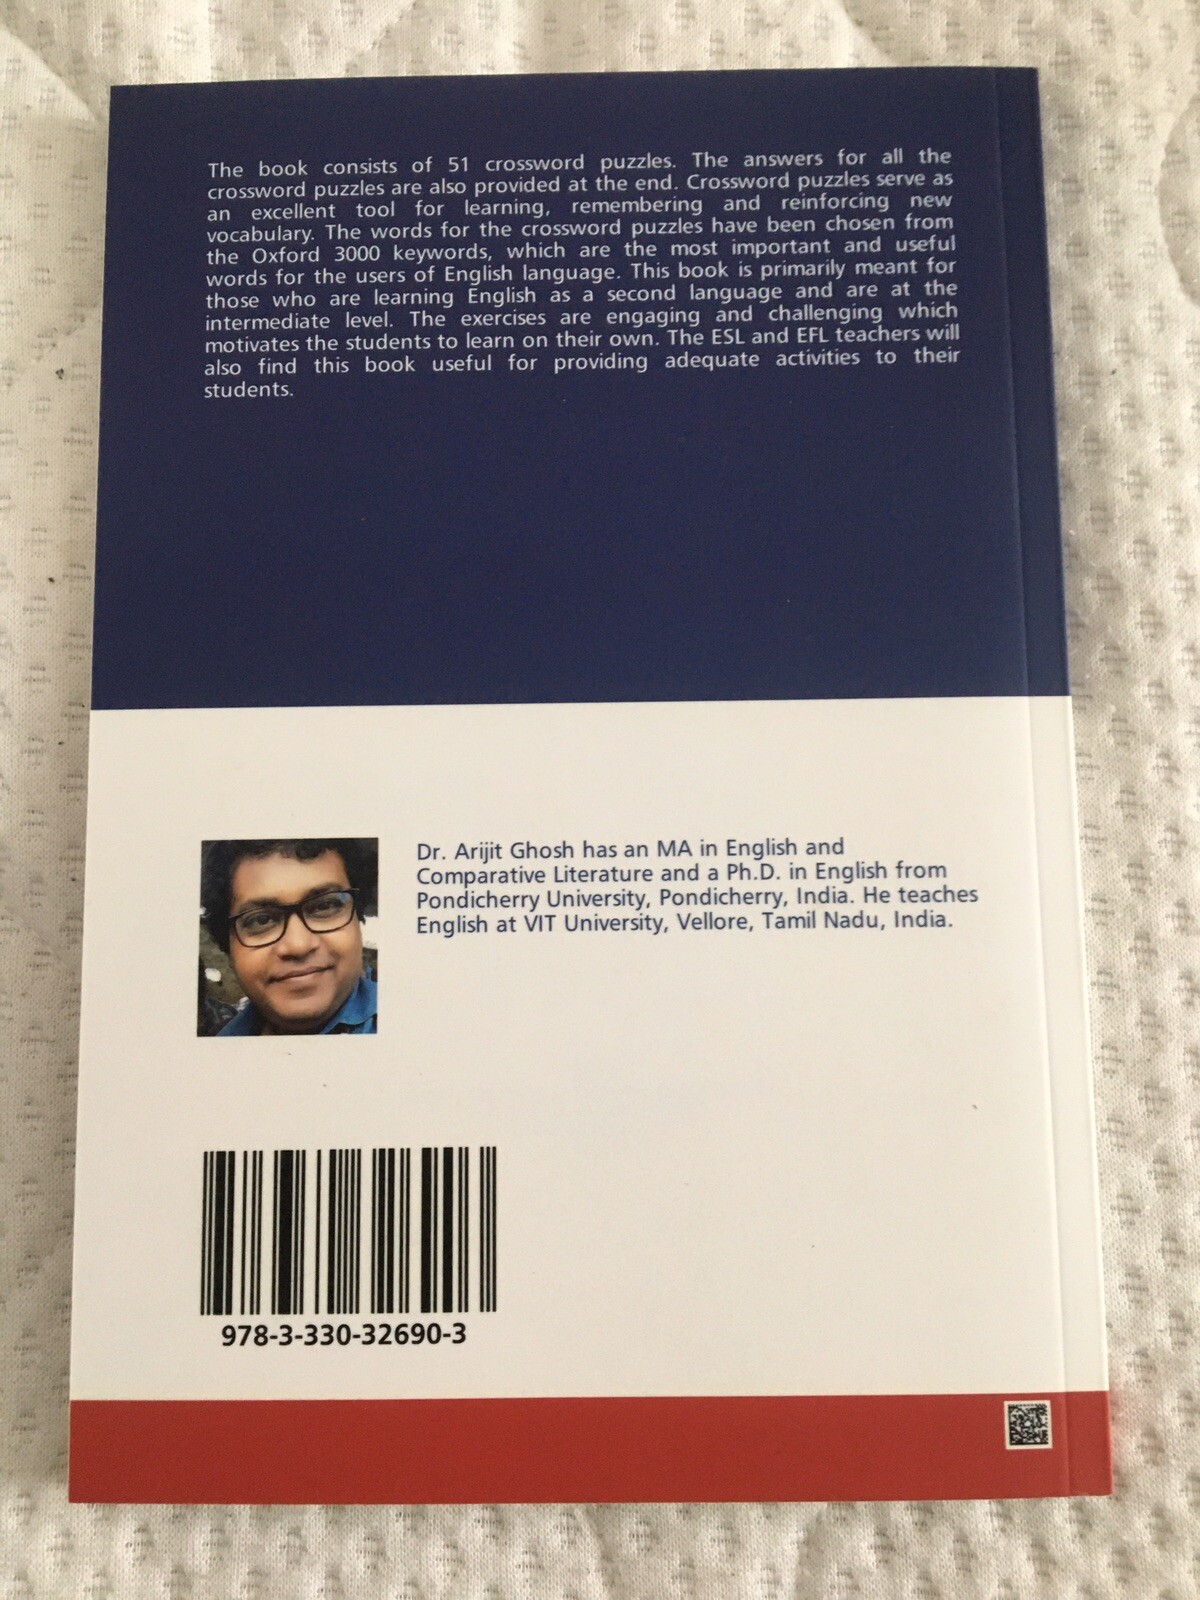 The book consists of 51 crossword puzzles. The answers for all the
crossword puzzles are also provided at the end. Crossword puzzles serve as
an excellent tool for learning, remembering and reinforcing new
vocabulary. The words for the crossword puzzles have been chosen from
the Oxford 3000 keywords, which are the most important and useful
words for the users of English language. This book is primarily meant for
those who are learning English as a second language and are at the
intermediate level. The exercises are engaging and challenging which
motivates the students to learn on their own. The ESL and EFL teachers will
also find this book useful for providing adequate activities to their
students.
Dr. Arijit Ghosh has an MA in English and
Comparative Literature and a Ph.D. in English from
Pondicherry University, Pondicherry, India. He teaches
English at VIT University, Vellore, Tamil Nadu, India.
978-3-330-32690-3